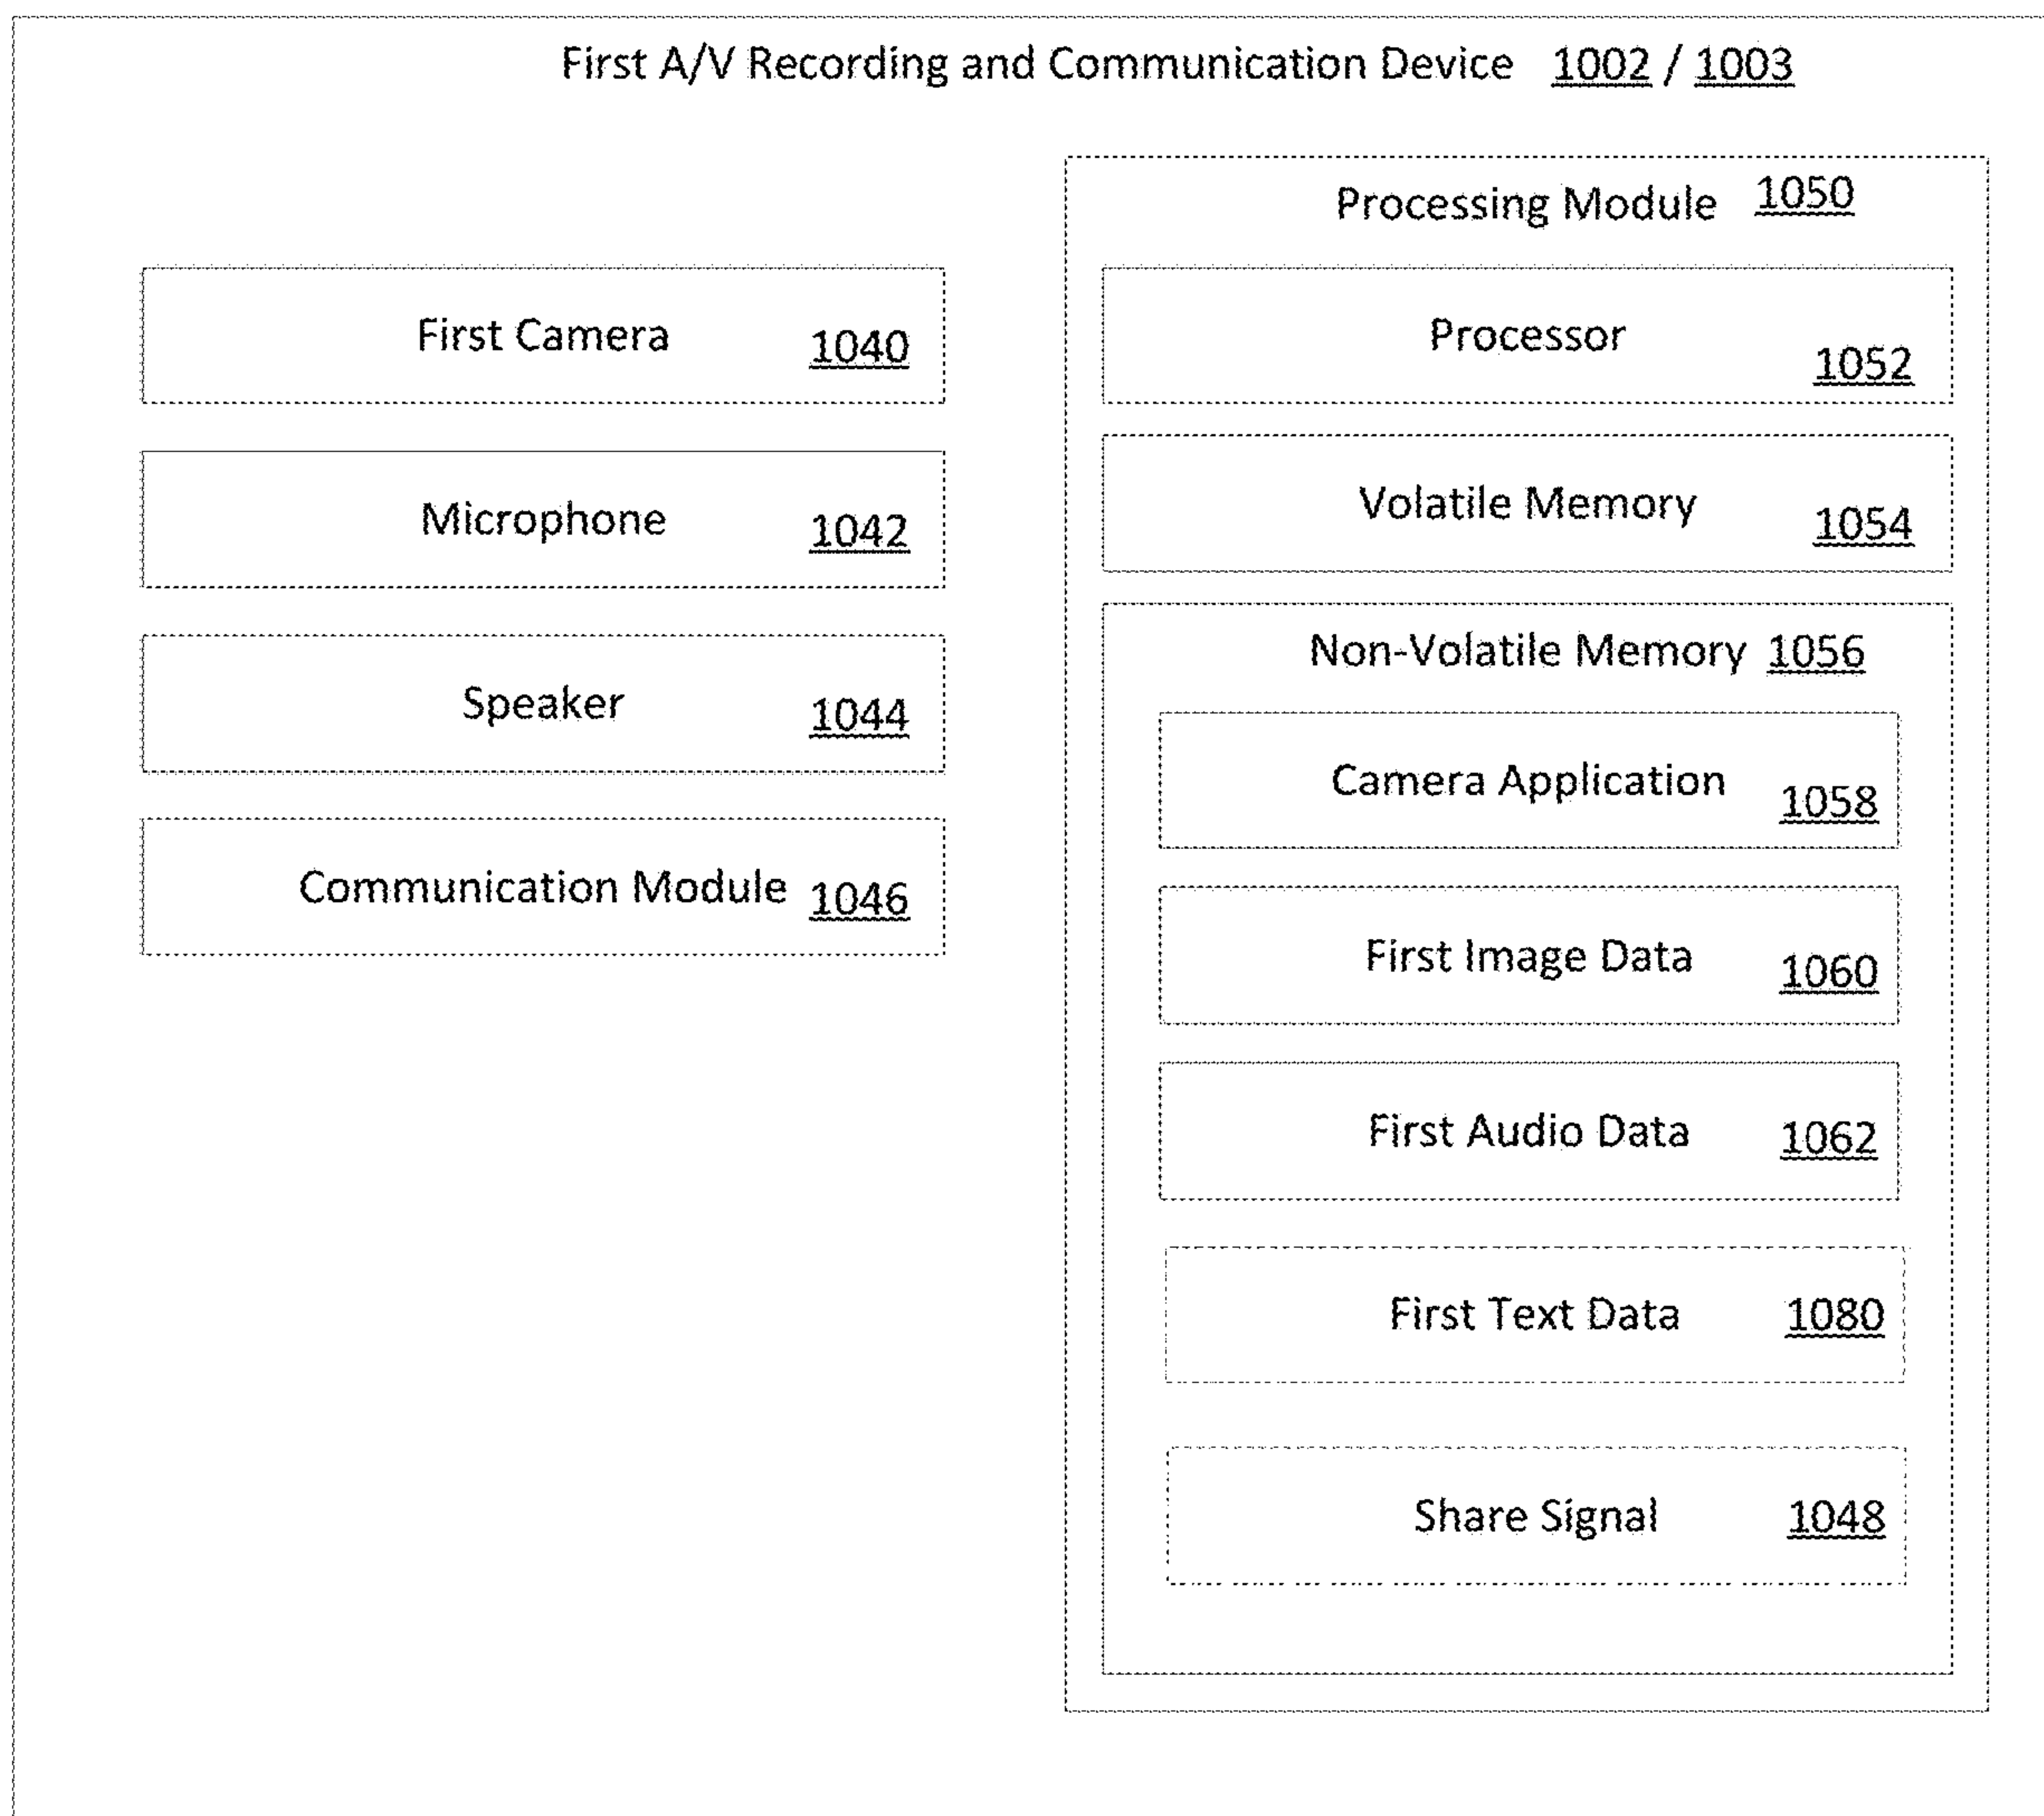 First A/V Recording and Communication Device 1002 / 1003
First Camera 1040
Microphone 1042
Speaker 1044
Communication Module 1046
Processing Module 1050
Processor 1052
Volatile Memory 1054
Non-Volatile Memory 1056
Camera Application 1058
First Image Data 1060
First Audio Data 1062
First Text Data 1080
Share Signal 1048